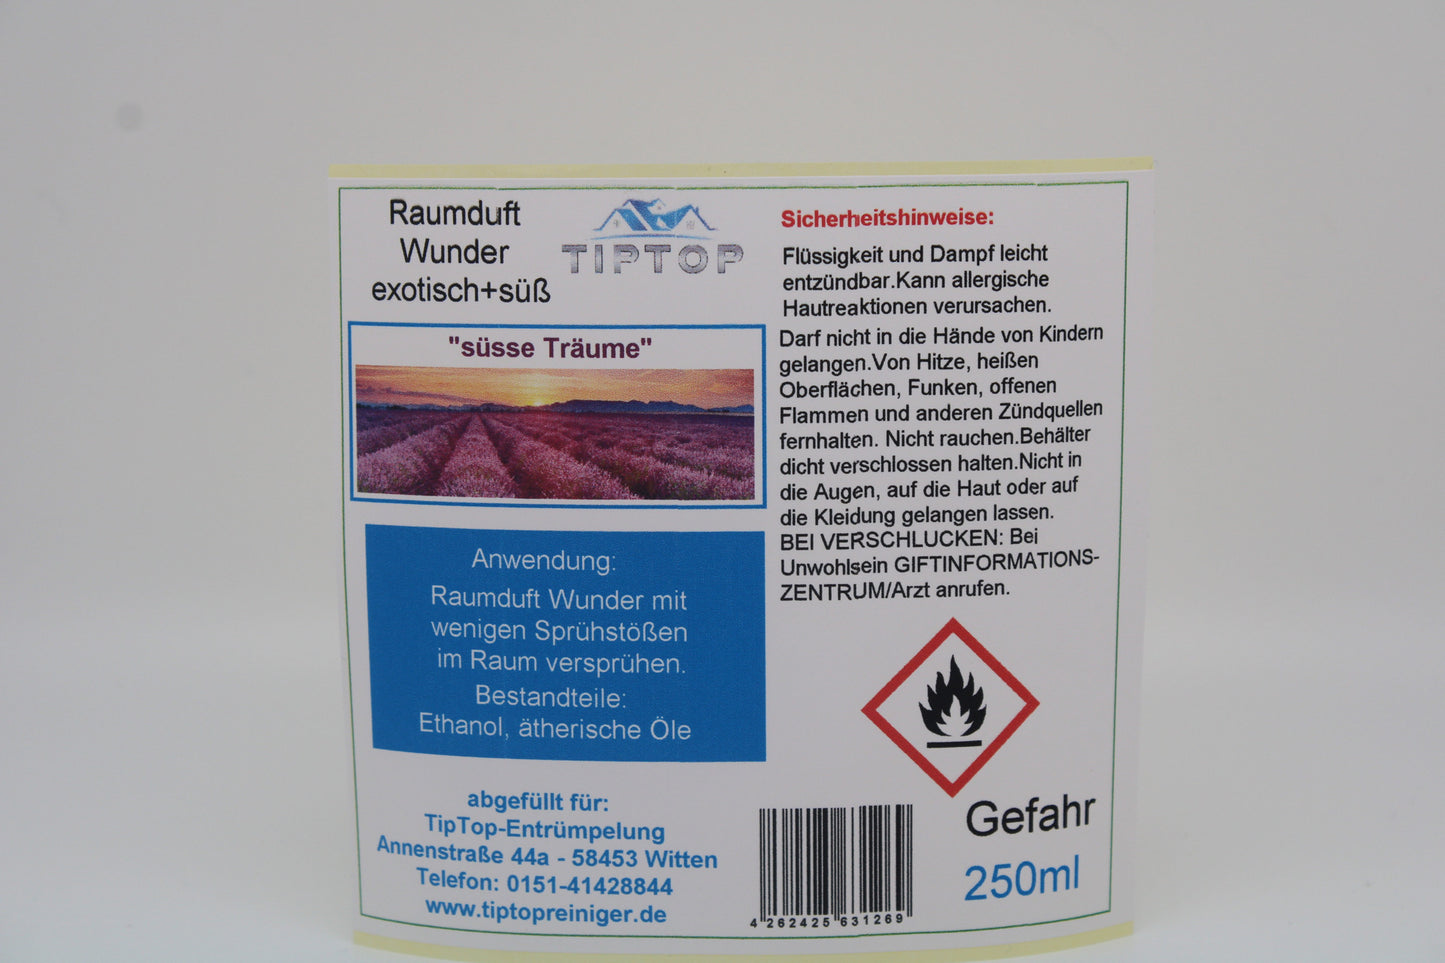 Raumduft
Wunder
exotisch+süß
TIPTOP
"süsse Träume"
Anwendung:
Raumduft Wunder mit
wenigen Sprühstößen
im Raum versprühen.
Bestandteile:
Ethanol, ätherische Öle
abgefüllt für:
TipTop-Entrümpelung
Annenstraße 44a - 58453 Witten
Telefon: 0151-41428844
www.tiptopreiniger.de
Sicherheitshinweise:
Flüssigkeit und Dampf leicht
entzündbar.Kann allergische
Hautreaktionen verursachen.
Darf nicht in die Hände von Kindern
gelangen.Von Hitze, heißen
Oberflächen, Funken, offenen
Flammen und anderen Zündquellen
fernhalten. Nicht rauchen.Behälter
dicht verschlossen halten.Nicht in
die Augen, auf die Haut oder auf
die Kleidung gelangen lassen.
BEI VERSCHLUCKEN: Bei
Unwohlsein GIFTINFORMATIONS-
ZENTRUM/Arzt anrufen.
Gefahr
250ml
4 262425 631269